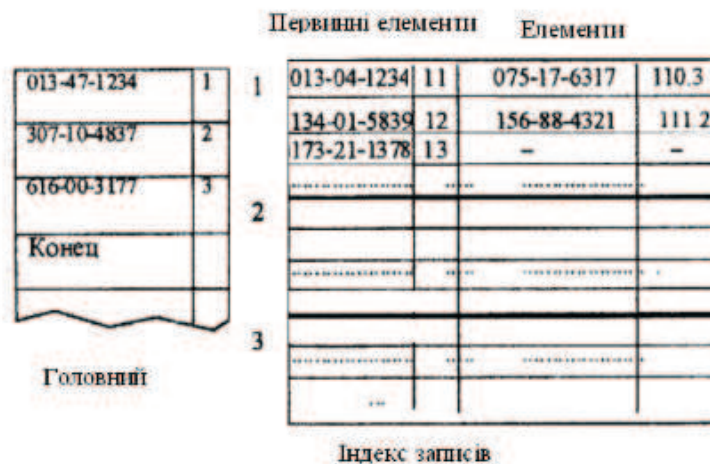 Первинні елементи Елементи
013-47-1234 1
307-10-4837 2
616-00-3177 3
Конец
Головний
1 013-04-1234 11 075-17-6317 110.3
134-01-5839 12 156-88-4321 111 2
173-21-1378 13 – –
2
3
...
Індекс записів